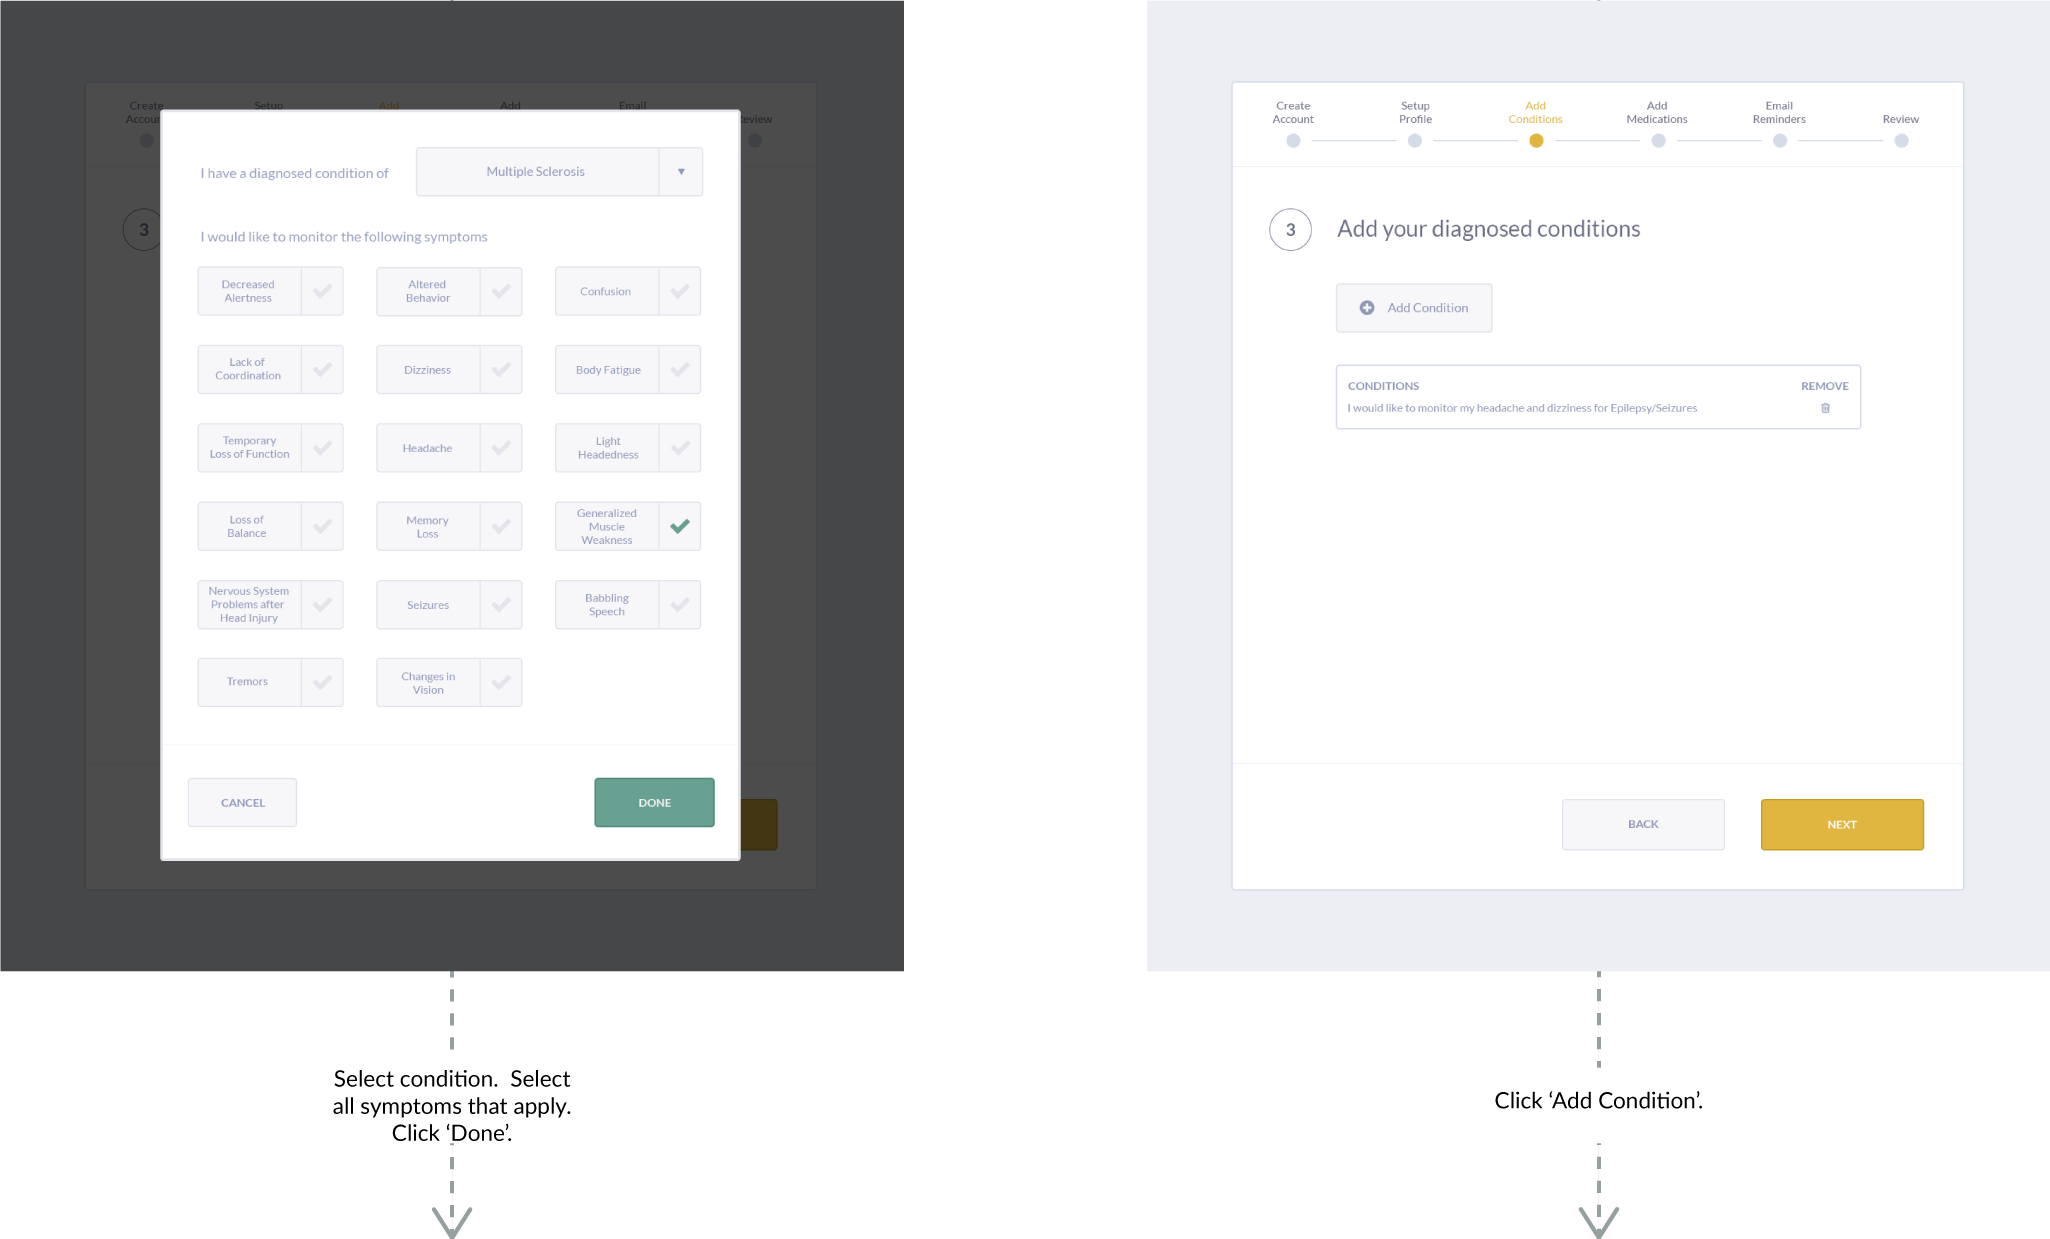 Create
Account
Setup
Add
Add
Email
Review
3
I have a diagnosed condition of
Multiple Sclerosis
I would like to monitor the following symptoms
Decreased
Alertness
Altered
Behavior
Confusion
Lack of
Coordination
Dizziness
Body Fatigue
Temporary
Loss of Function
Headache
Light
Headedness
Loss of
Balance
Memory
Loss
Generalized
Muscle
Weakness
Nervous System
Problems after
Head Injury
Seizures
Babbling
Speech
Tremors
Changes in
Vision
CANCEL
DONE
Select condition.  Select
all symptoms that apply.
Click ‘Done’.
Create
Account
Setup
Profile
Add
Conditions
Add
Medications
Email
Reminders
Review
3
Add your diagnosed conditions
Add Condition
CONDITIONS
REMOVE
I would like to monitor my headache and dizziness for Epilepsy/Seizures
BACK
NEXT
Click ‘Add Condition’.